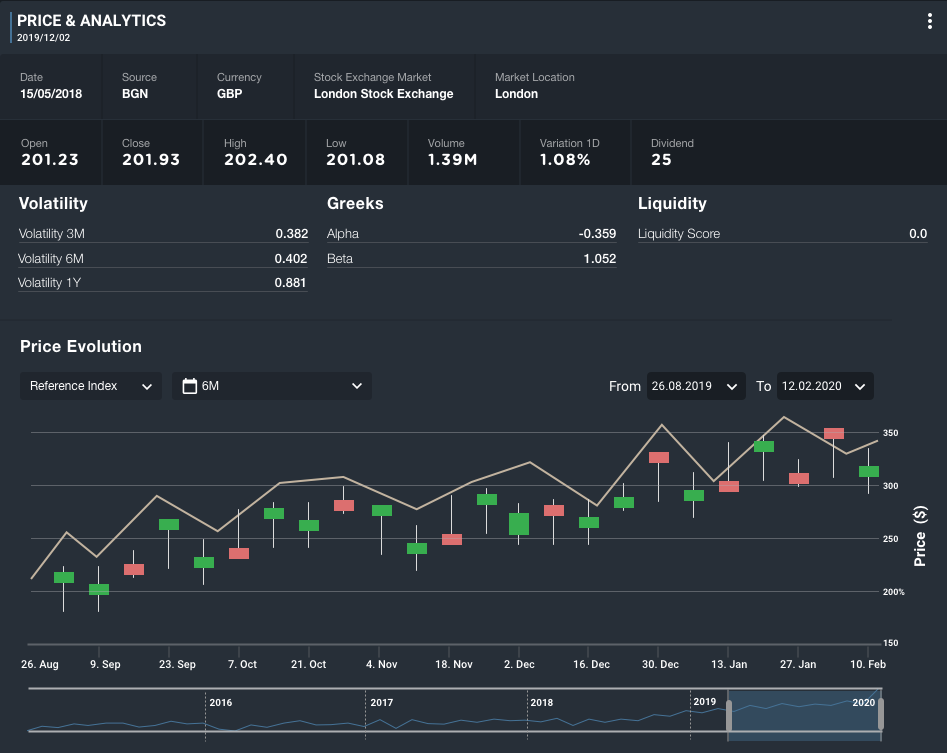 PRICE & ANALYTICS
2019/12/02
Date Source Currency Stock Exchange Market Market Location
15/05/2018 BGN GBP London Stock Exchange London
Open Close High Low Volume Variation 1D Dividend
201.23 201.93 202.40 201.08 1.39M 1.08% 25
Volatility Greeks Liquidity
Volatility 3M 0.382 Alpha -0.359 Liquidity Score 0.0
Volatility 6M 0.402 Beta 1.052
Volatility 1Y 0.881
Price Evolution
Reference Index 6M From 26.08.2019 To 12.02.2020
350
300
250
200%
150
Price ($)
26. Aug 9. Sep 23. Sep 7. Oct 21. Oct 4. Nov 18. Nov 2. Dec 16. Dec 30. Dec 13. Jan 27. Jan 10. Feb
2016 2017 2018 2019 2020